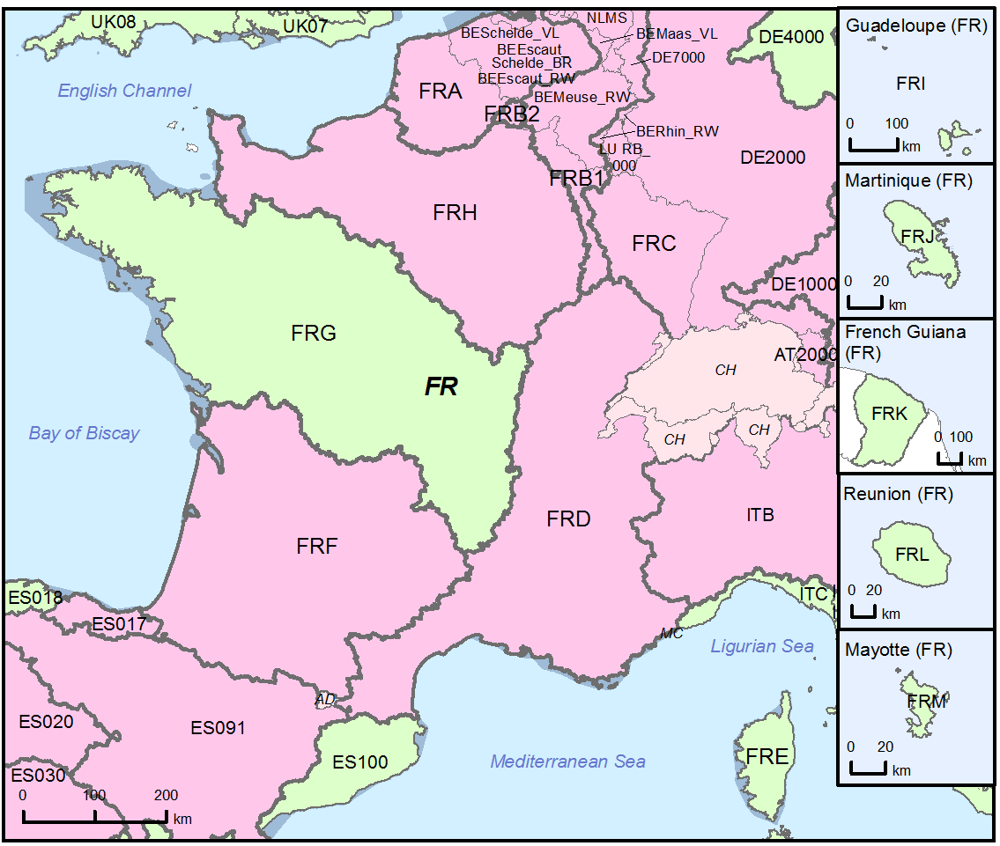 UK08
UK07
NLMS
BESchelde_VL
BEMaas_VL
DE4000
BEEscaut_
Schelde_BR
DE7000
BEEscaut_RW
English Channel
FRA
BEMeuse_RW
FRB2
BERhin_RW
LU RB_
000
DE2000
FRB1
FRH
FRC
DE1000
FRG
AT2000
CH
FR
Bay of Biscay
CH
CH
FRD
ITB
FRF
ES018
ITC
ES017
MC
Ligurian Sea
AD
ES020
ES091
ES100
Mediterranean Sea
FRE
ES030
0 100 200
km
Guadeloupe (FR)
FRI
0 100
km
Martinique (FR)
FRJ
0 20
km
French Guiana
(FR)
FRK
0 100
km
Reunion (FR)
FRL
0 20
km
Mayotte (FR)
FRM
0 20
km